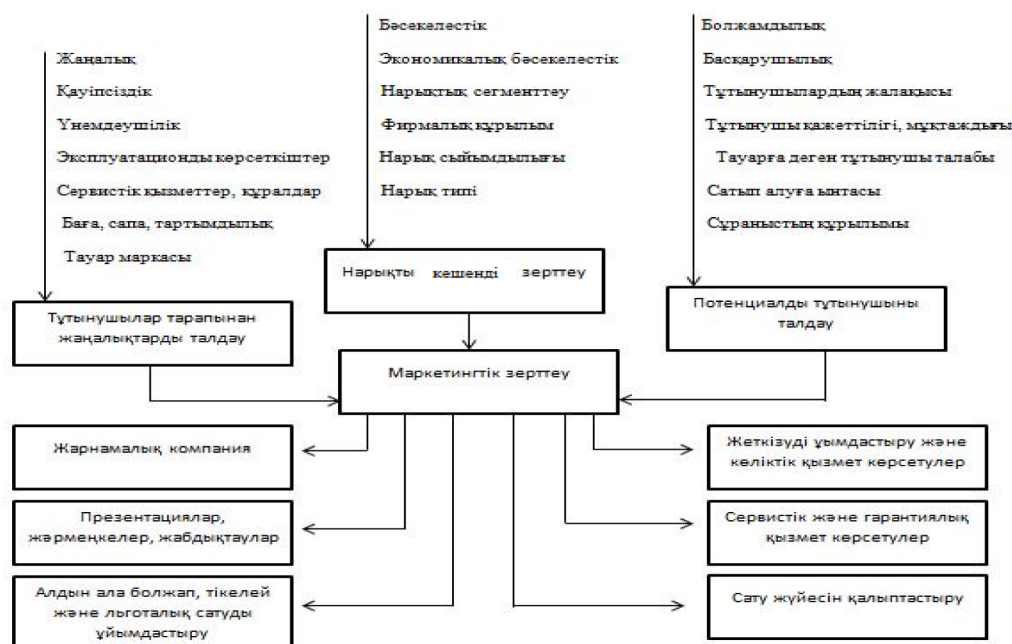 Жаңалық
Қауіпсіздік
Үнемдеушілік
Эксплуатационды көрсеткіштер
Сервистік қызметтер, құралдар
Баға, сапа, тартымдылық
Тауар маркасы
Тұтынушылар тарапынан
жаңалықтарды талдау
Бәсекелестік
Экономикалық бәсекелестік
Нарықтық сегменттеу
Фирмалық құрылым
Нарық сыйымдылығы
Нарық типі
Нарықты кешенді зерттеу
Болжамдылық
Басқарушылық
Тұтынушылардың жалақысы
Тұтынушы қажеттілігі, мұқтаждығы
Тауарға деген тұтынушы талабы
Сатып алуға ынтасы
Сұраныстың құрылымы
Потенциалды тұтынушыны
талдау
Маркетингтік зерттеу
Жарнамалық компания
Презентациялар,
жәрмеңкелер, жабдықтаулар
Алдын ала болжап, тікелей
және льготалық сатуды
ұйымдастыру
Жеткізуді ұымдастыру және
көліктік қызмет көрсетулер
Сервистік және гарантиялық
қызмет көрсетулер
Сату жүйесін қалыптастыру